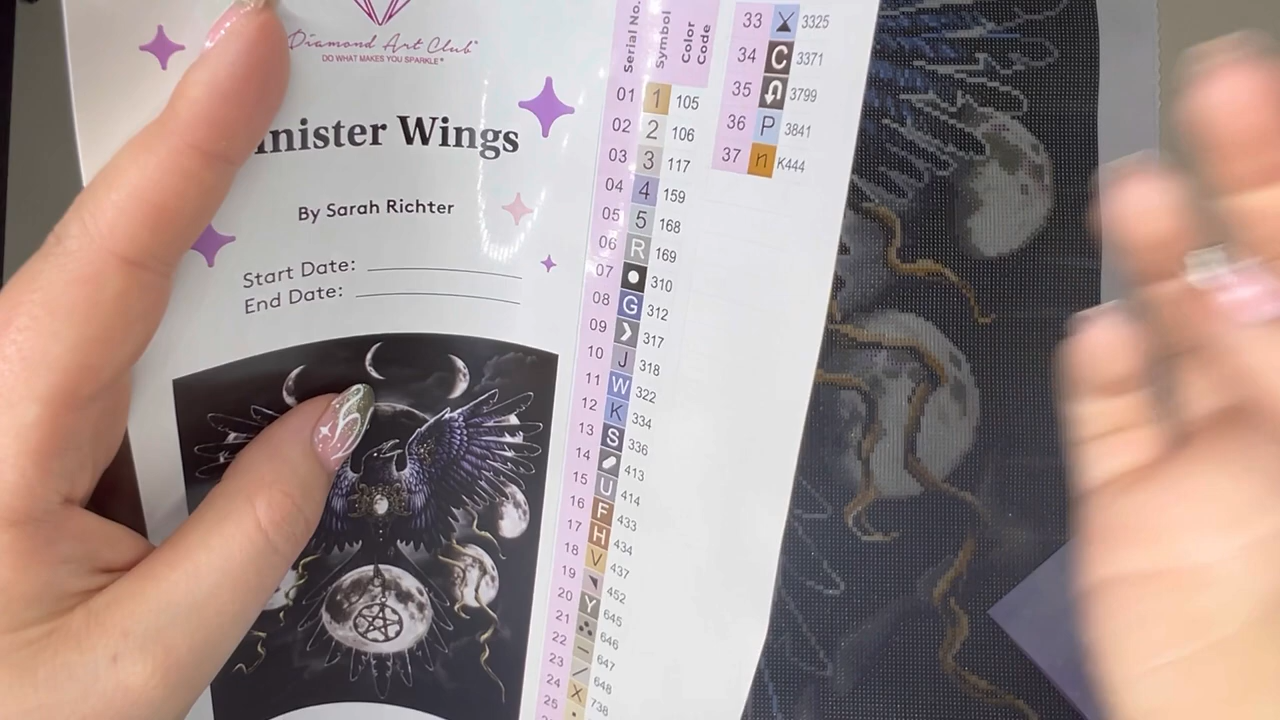 Diamond Art Club
DO WHAT MAKES YOU SPARKLE
inister Wings
By Sarah Richter
Start Date:
End Date:
Serial No. Symbol Color Code
01 1 105
02 2 106
03 3 117
04 4 159
05 5 168
06 R 169
07 310
08 G 312
09 317
10 J 318
11 W 322
12 K 334
13 S 336
14 413
15 U 414
16 F 433
17 H 434
18 V 437
19 452
20 Y 645
21 646
22 647
23 648
24 X 738
25
33 3325
34 C 3371
35 3799
36 P 3841
37 n K444